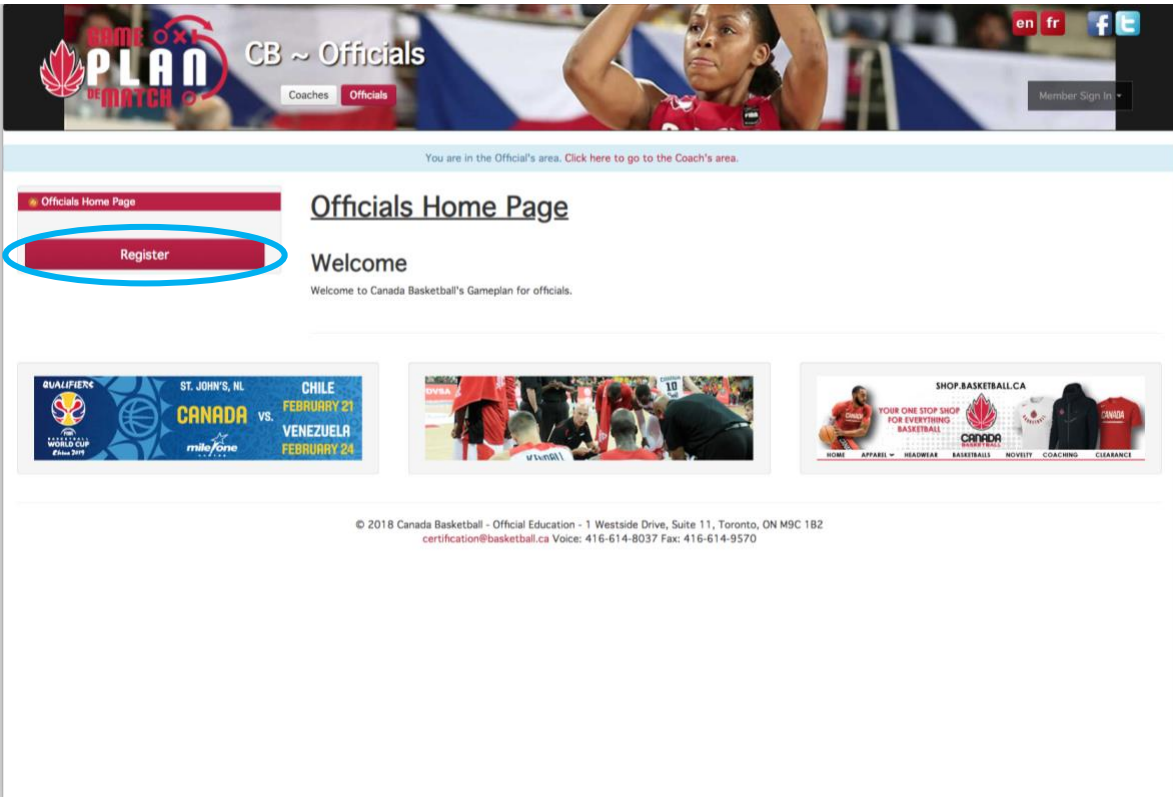 GAME
PLAN
DE MATCH
CB ~ Officials
Coaches Officials
en fr
Member Sign In
You are in the Official's area. Click here to go to the Coach's area.
Officials Home Page
Register
Officials Home Page
Welcome
Welcome to Canada Basketball's Gameplan for officials.
QUALIFIERS
FIBA
BASKETBALL
WORLD CUP
China 2019
ST. JOHN'S, NL
CANADA VS.
mile one
CENTRE
CHILE
FEBRUARY 21
VENEZUELA
FEBRUARY 24
10
SHOP.BASKETBALL.CA
YOUR ONE STOP SHOP
FOR EVERYTHING
BASKETBALL
CANADA
BASKETBALL
CANADA
HOME APPAREL HEADWEAR BASKETBALLS NOVELTY COACHING CLEARANCE
© 2018 Canada Basketball - Official Education - 1 Westside Drive, Suite 11, Toronto, ON M9C 1B2
certification@basketball.ca Voice: 416-614-8037 Fax: 416-614-9570